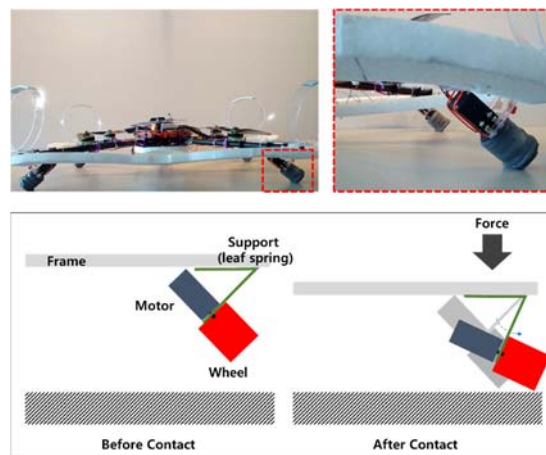 Frame
Support
(leaf spring)
Motor
Wheel
Before Contact
Force
After Contact